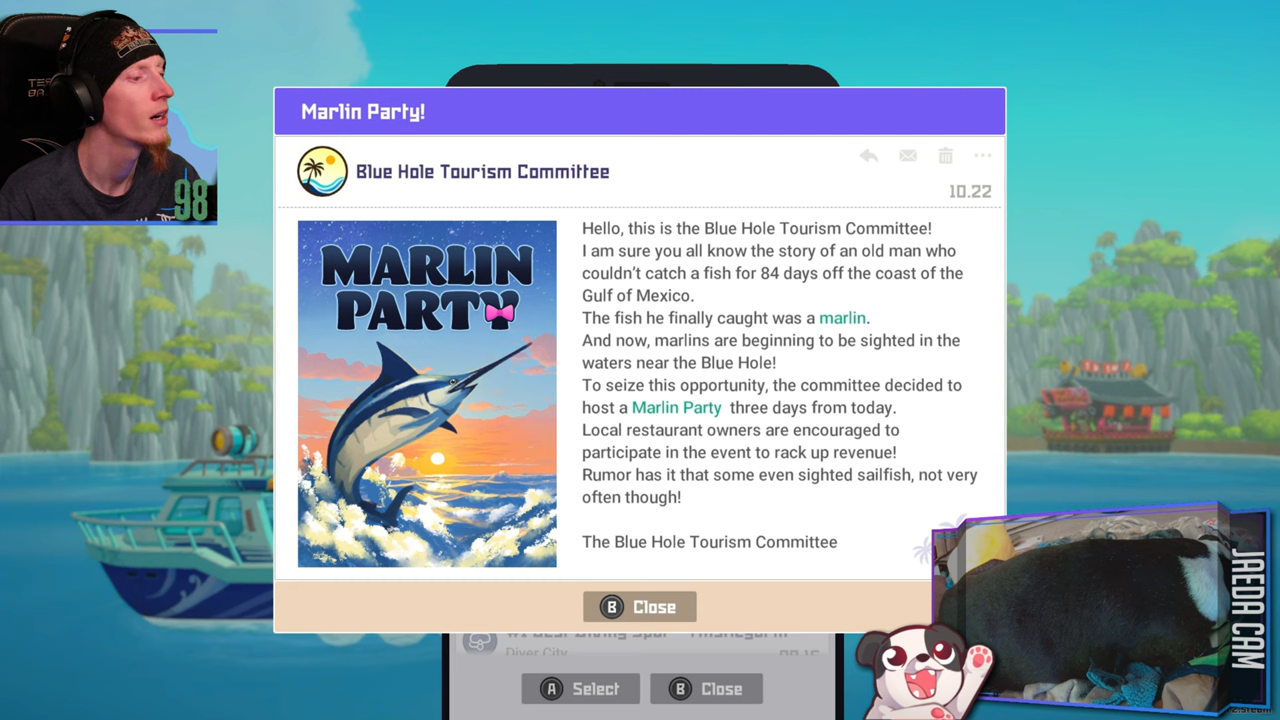 Marlin Party!
Blue Hole Tourism Committee
10.22
MARLIN
PARTY
Hello, this is the Blue Hole Tourism Committee!
I am sure you all know the story of an old man who
couldn't catch a fish for 84 days off the coast of the
Gulf of Mexico.
The fish he finally caught was a marlin.
And now, marlins are beginning to be sighted in the
waters near the Blue Hole!
To seize this opportunity, the committee decided to
host a Marlin Party three days from today.
Local restaurant owners are encouraged to
participate in the event to rack up revenue!
Rumor has it that some even sighted sailfish, not very
often though!
The Blue Hole Tourism Committee
B Close
Diver City
A Select
B Close
98
JAEDA CAM